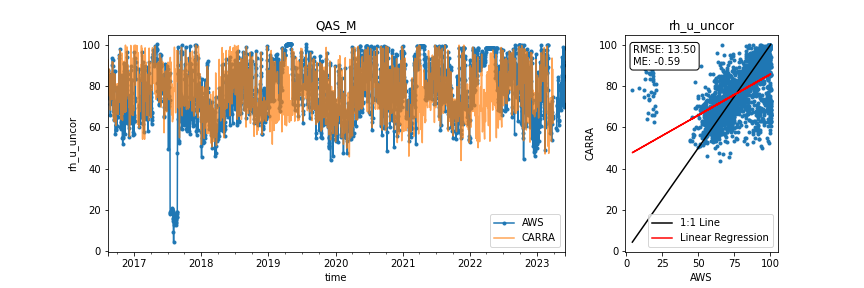 QAS_M
rh_u_uncor
100
80
60
40
20
0
2017
2018
2019
2020
2021
2022
2023
time
AWS
CARRA
rh_u_uncor
RMSE: 13.50
ME: -0.59
CARRA
100
80
60
40
20
0
0
25
50
75
100
AWS
1:1 Line
Linear Regression